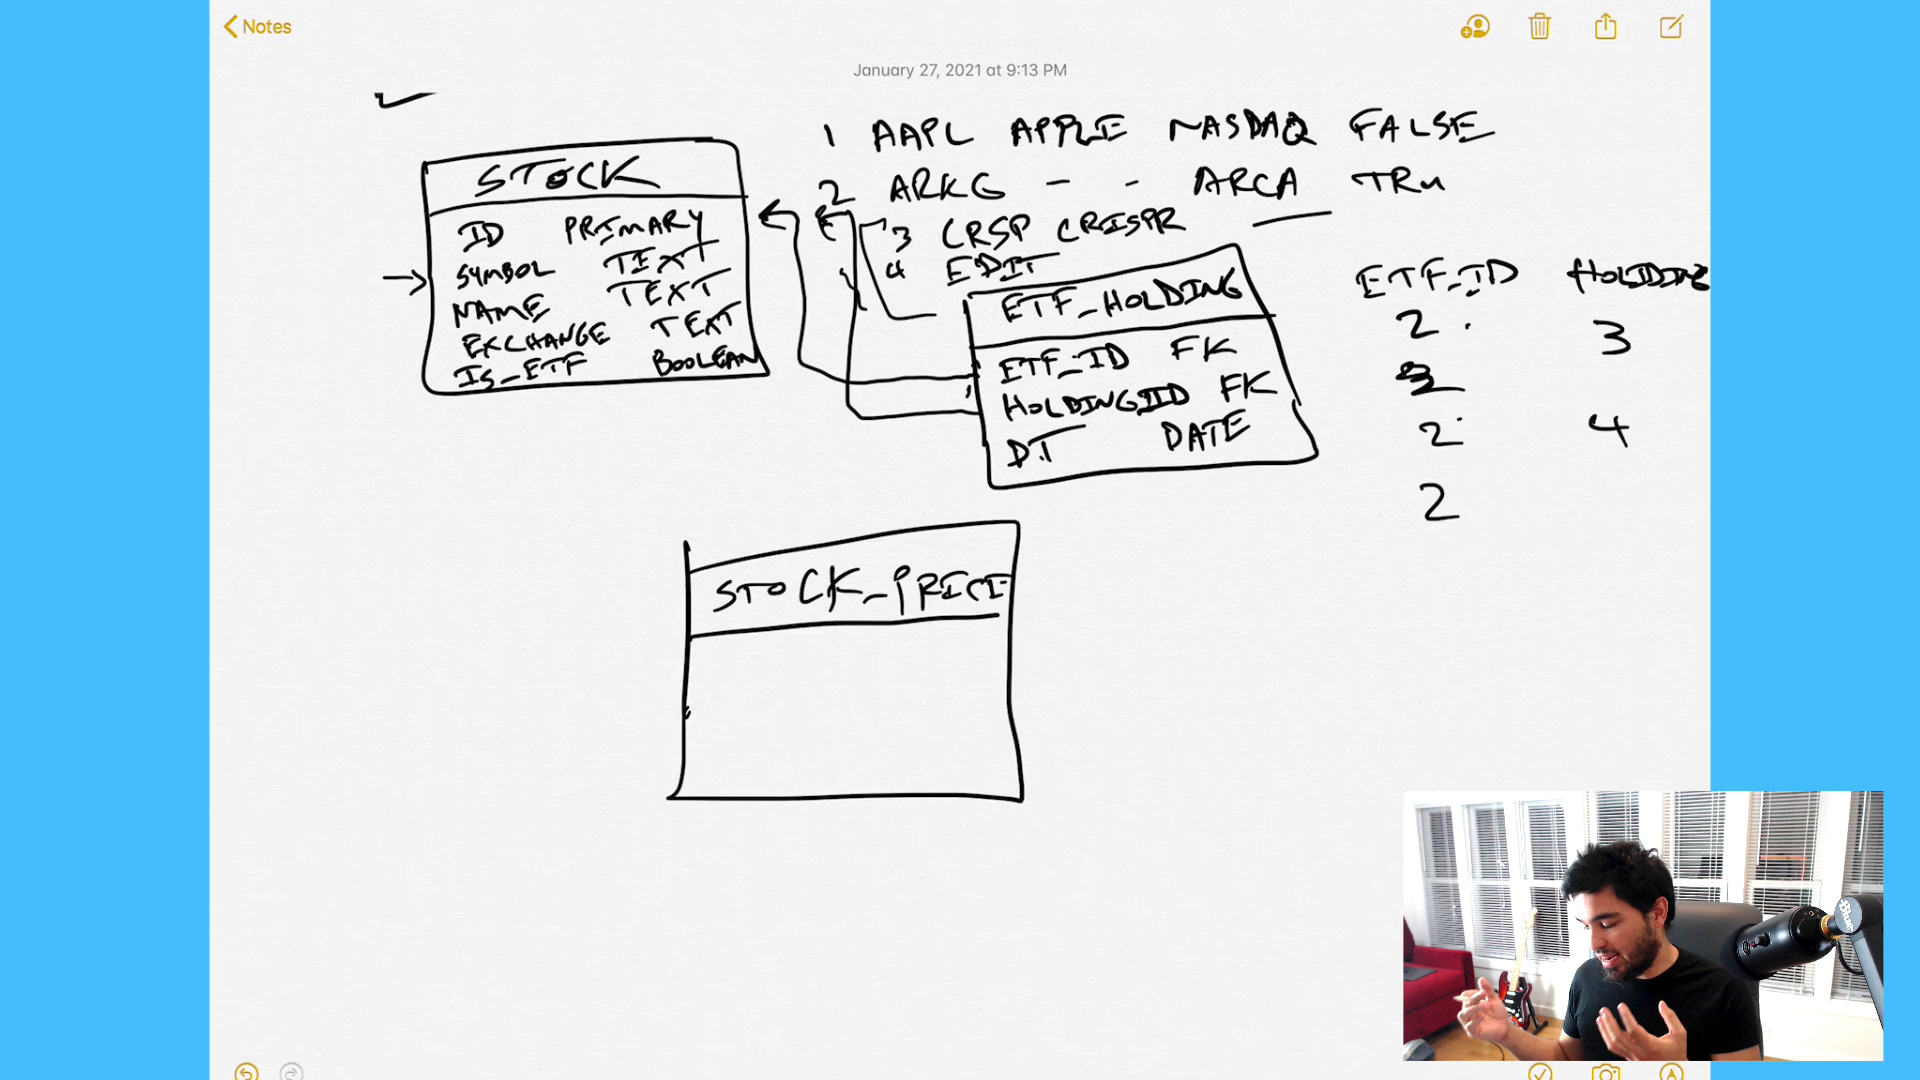 Notes
January 27, 2021 at 9:13 PM
1 AAPL APPLE NASDAQ FALSE
2 ARKG - - ARCA TRU
3 CRSP CRISPR
4 EDIT
STOCK
ID PRIMARY
SYMBOL TEXT
NAME TEXT
EXCHANGE TEXT
IS_ETF BOOLEAN
ETF_HOLDING
ETF_ID FK
HOLDING_ID FK
DT DATE
ETF_ID HOLDING
2 3
2 4
2
STOCK_PRICE
Blue